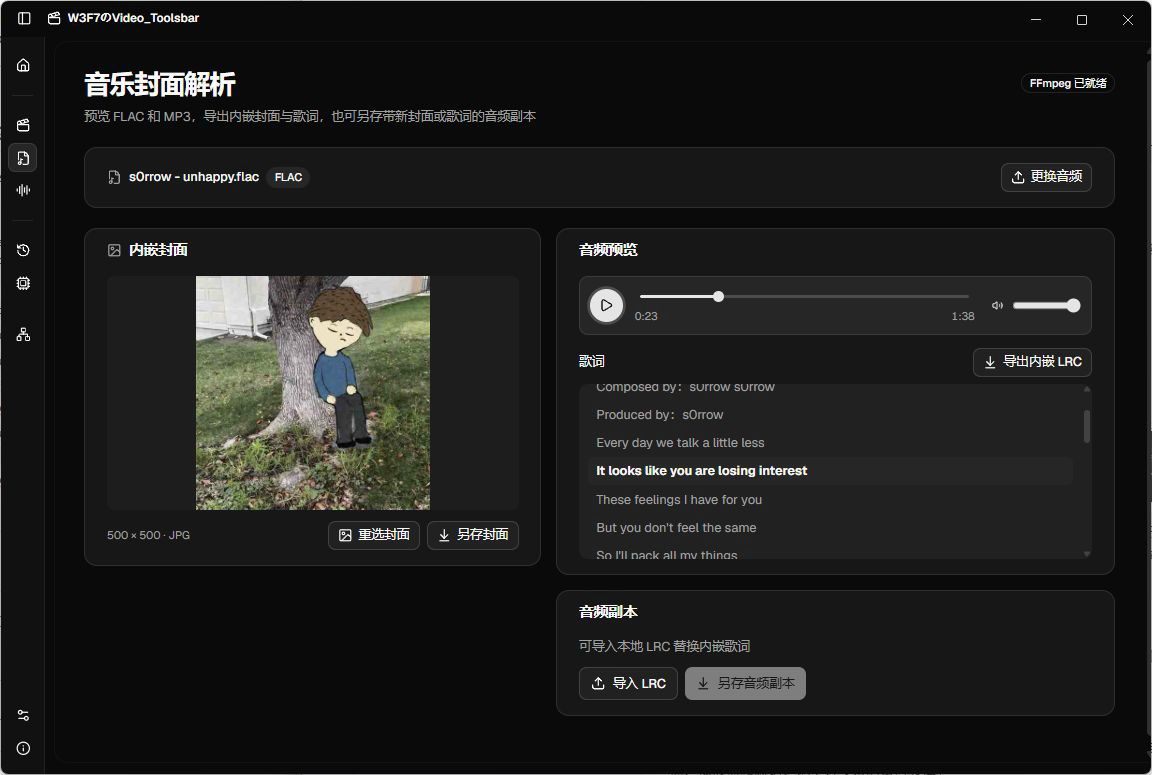 W3F7のVideo_Toolsbar
音乐封面解析
FFmpeg 已就绪
预览 FLAC 和 MP3，导出内嵌封面与歌词，也可另存带新封面或歌词的音频副本
s0rrow - unhappy.flac FLAC
更换音频
内嵌封面
500 × 500 · JPG
重选封面
另存封面
音频预览
0:23
1:38
歌词
导出内嵌 LRC
Composed by：s0rrow s0rrow
Produced by：s0rrow
Every day we talk a little less
It looks like you are losing interest
These feelings I have for you
But you don't feel the same
So I'll pack all my things
音频副本
可导入本地 LRC 替换内嵌歌词
导入 LRC
另存音频副本